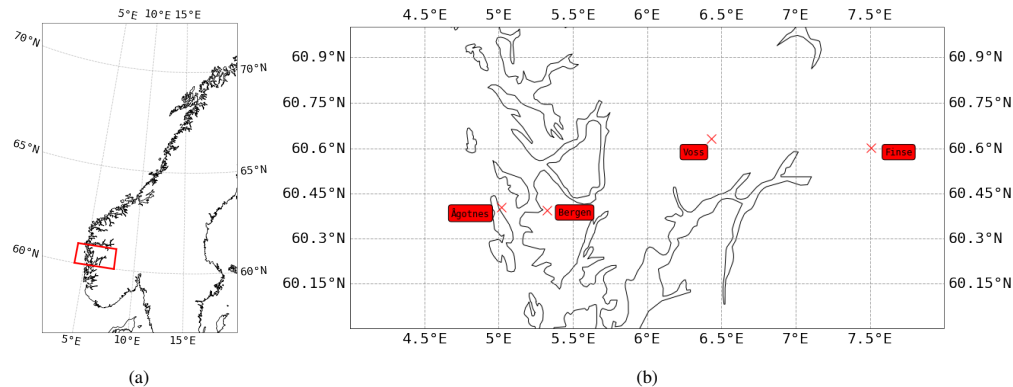 5°E 10°E 15°E
70°N
70°N
65°N
65°N
60°N
60°N
5°E 10°E 15°E
(a)
4.5°E 5°E 5.5°E 6°E 6.5°E 7°E 7.5°E
60.9°N 60.9°N
60.75°N 60.75°N
60.6°N 60.6°N
Voss Finse
60.45°N 60.45°N
Ågotnes Bergen
60.3°N 60.3°N
60.15°N 60.15°N
4.5°E 5°E 5.5°E 6°E 6.5°E 7°E 7.5°E
(b)